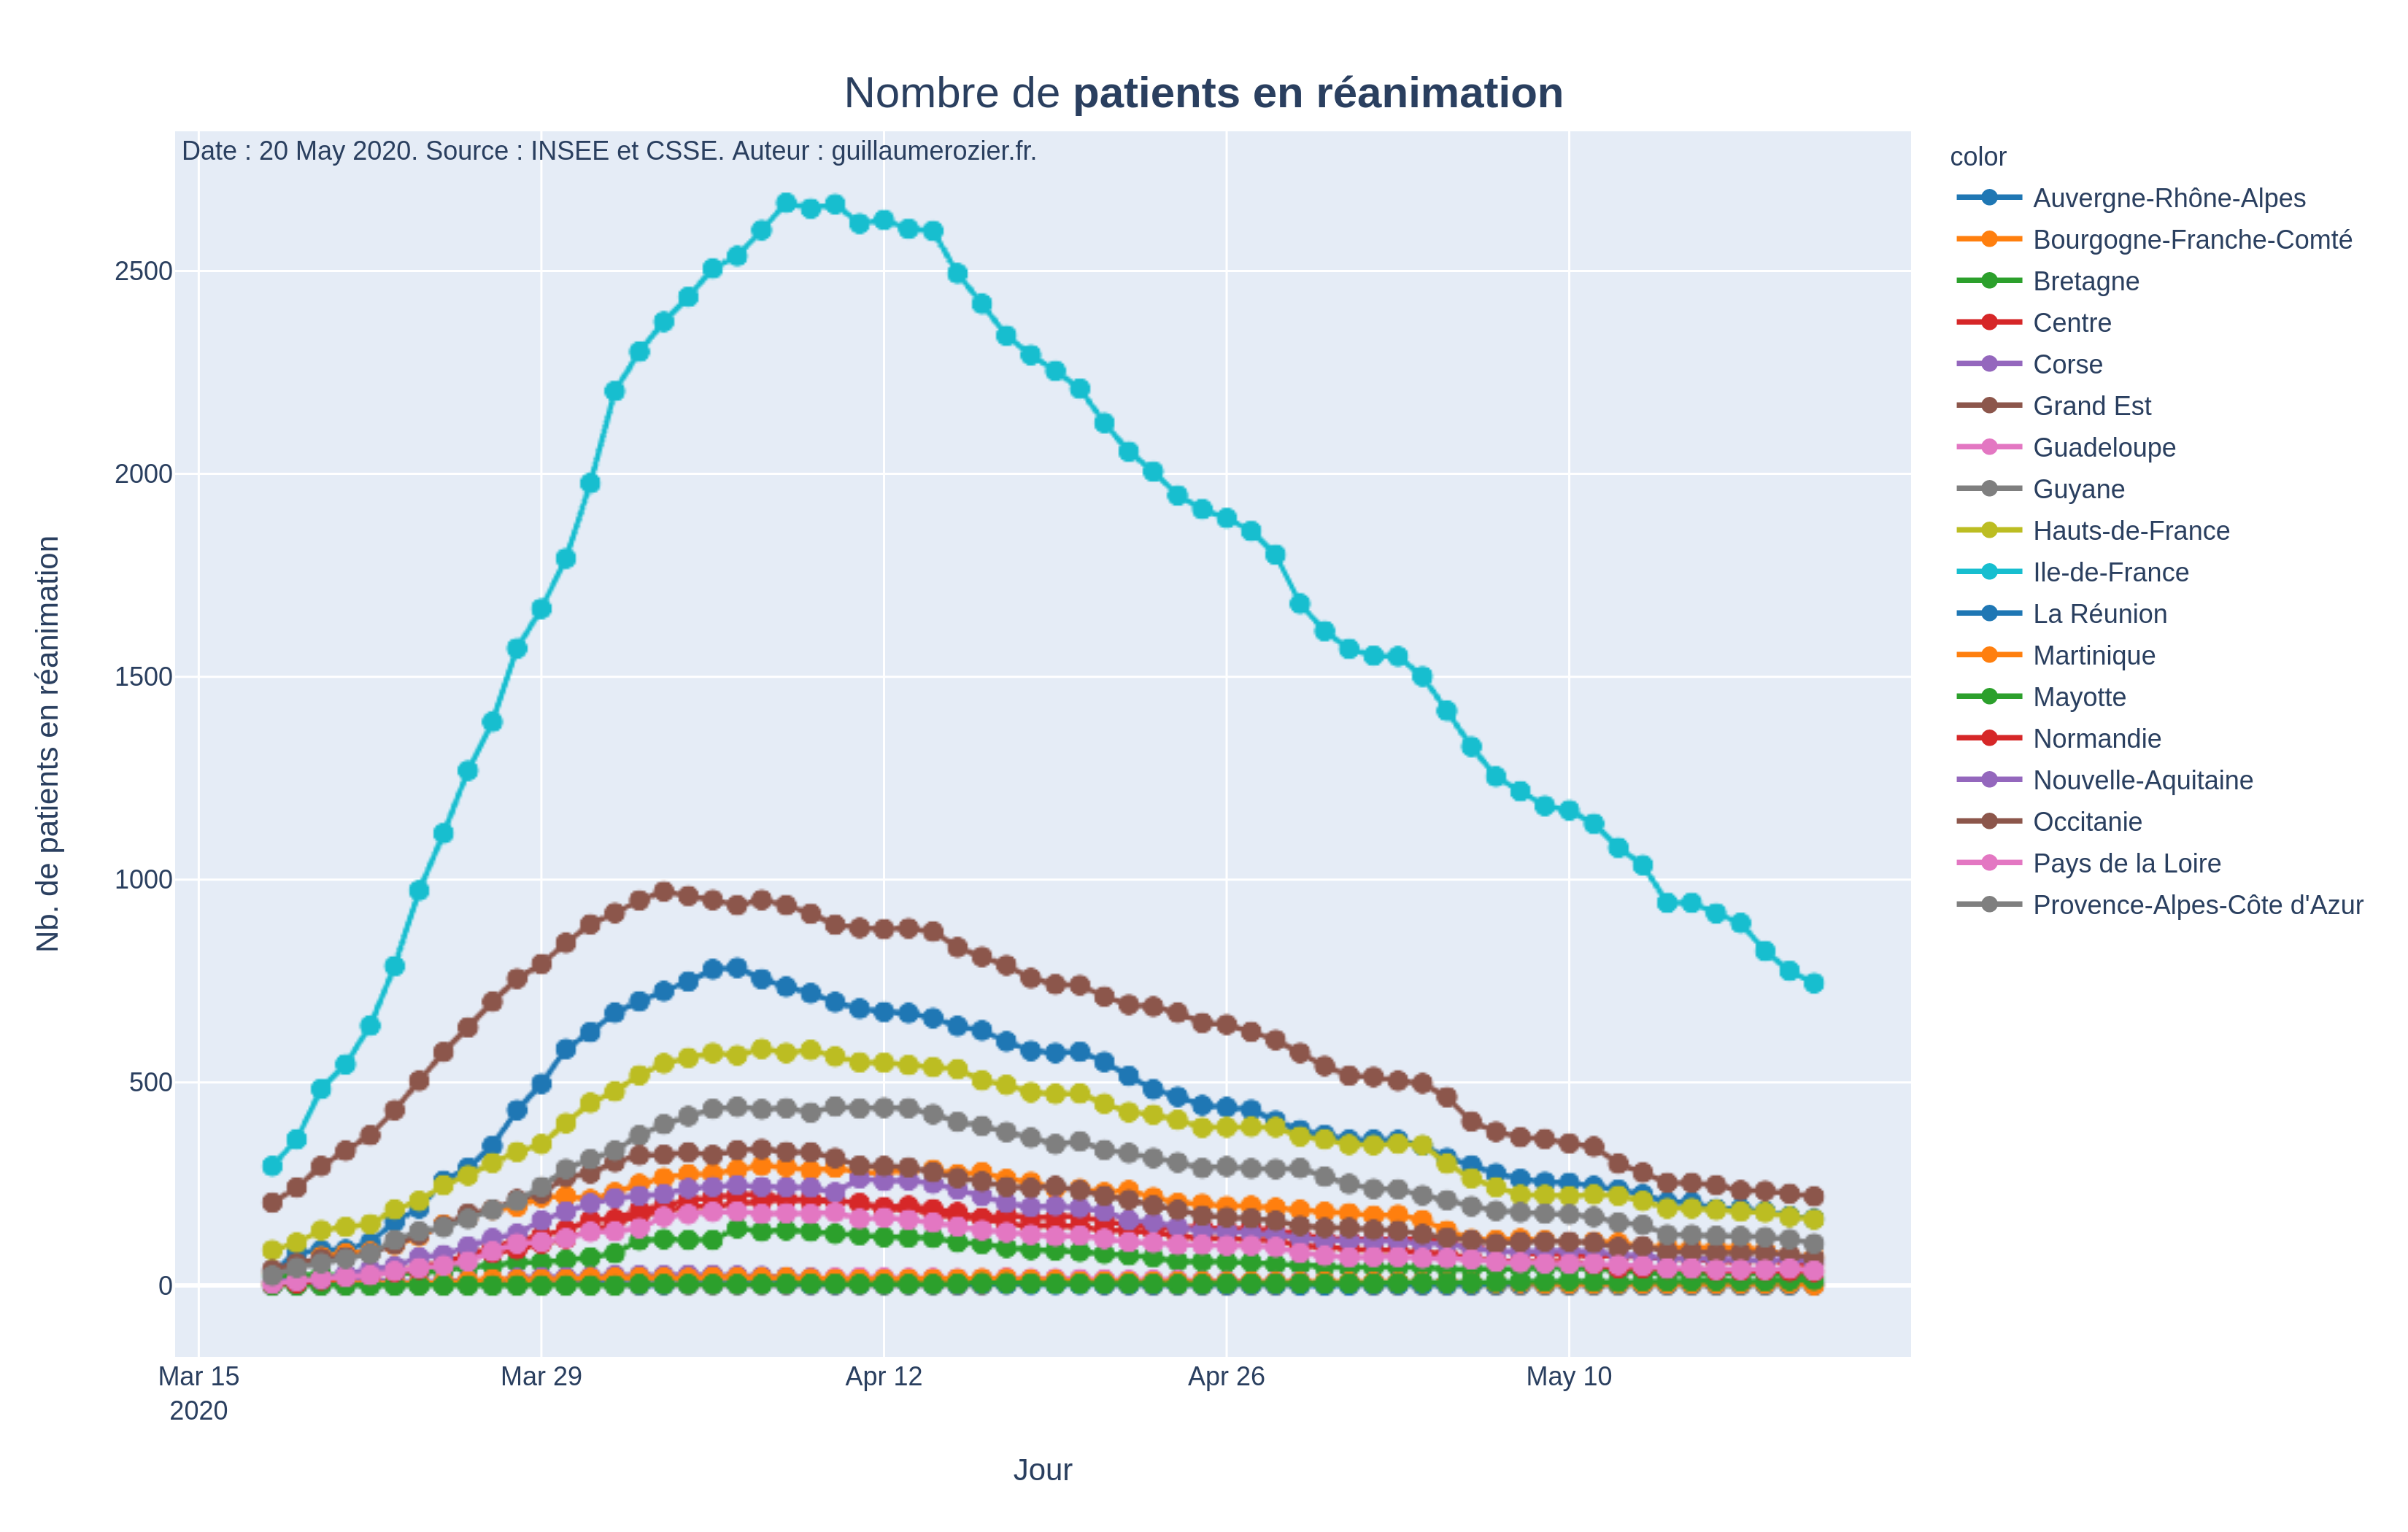 Nombre de patients en réanimation
Date : 20 May 2020. Source : INSEE et CSSE. Auteur : guillaumerozier.fr.
Nb. de patients en réanimation
2500
2000
1500
1000
500
0
Mar 15
2020
Mar 29
Apr 12
Apr 26
May 10
Jour
color
Auvergne-Rhône-Alpes
Bourgogne-Franche-Comté
Bretagne
Centre
Corse
Grand Est
Guadeloupe
Guyane
Hauts-de-France
Ile-de-France
La Réunion
Martinique
Mayotte
Normandie
Nouvelle-Aquitaine
Occitanie
Pays de la Loire
Provence-Alpes-Côte d'Azur